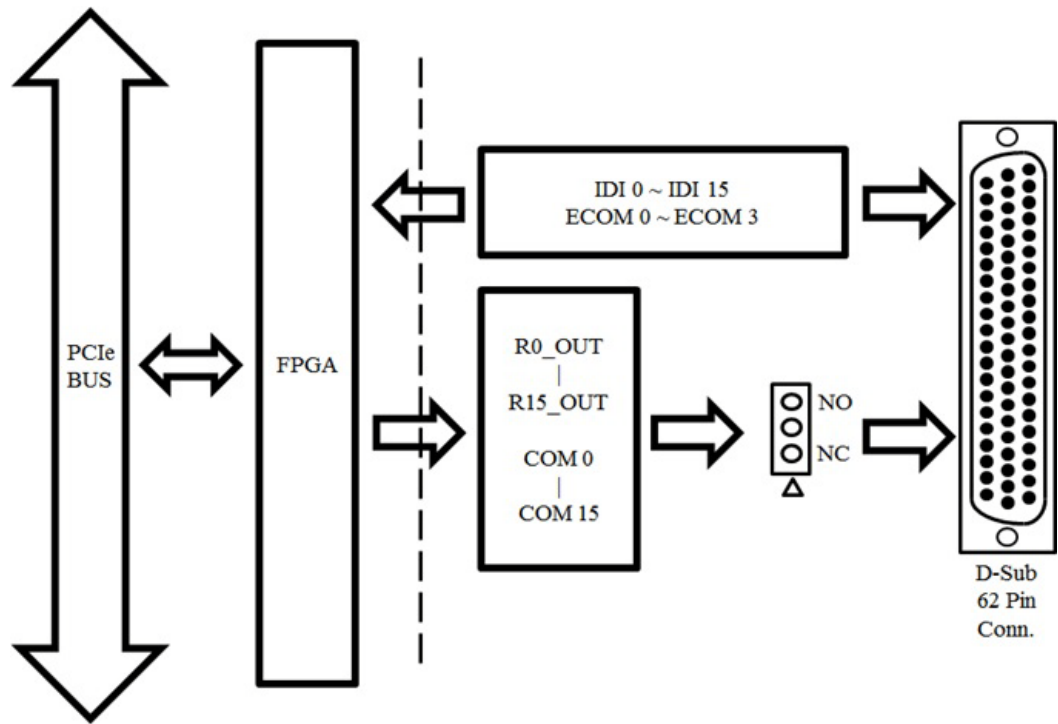 PCIe
BUS
FPGA
IDI 0 ~ IDI 15
ECOM 0 ~ ECOM 3
R0_OUT
|
R15_OUT
COM 0
|
COM 15
NO
NC
D-Sub
62 Pin
Conn.